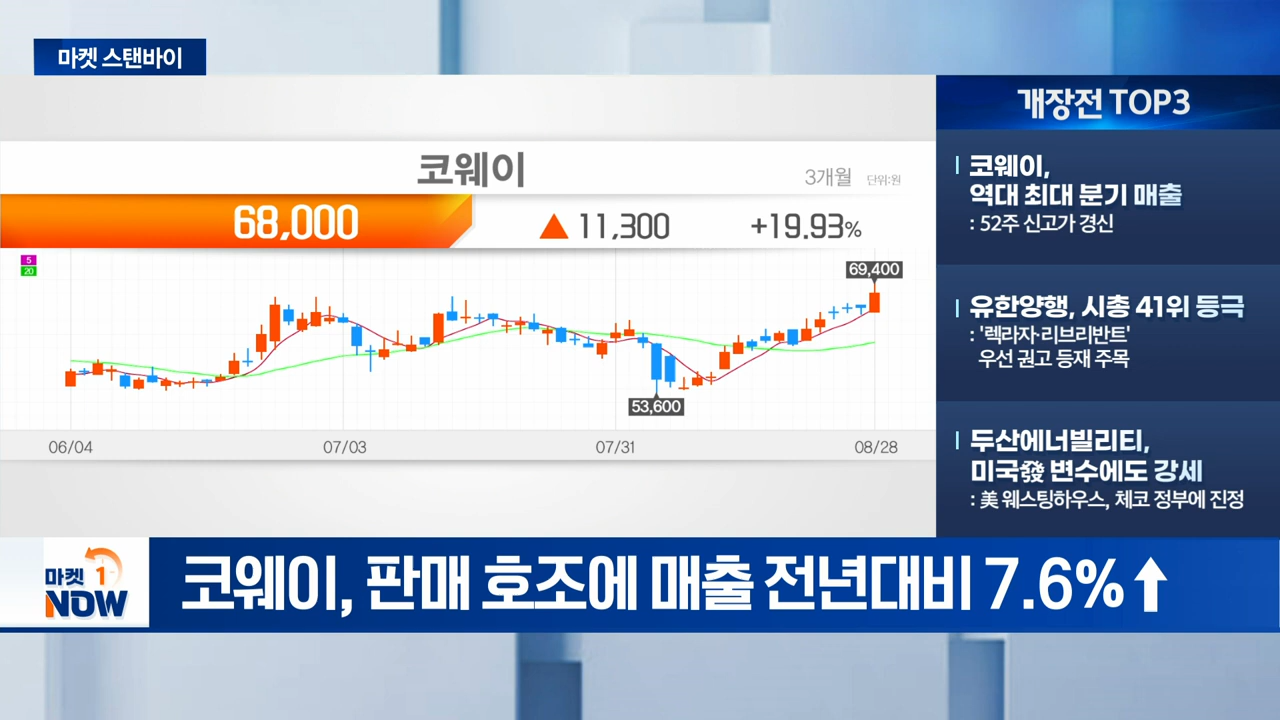 마켓 스탠바이
코웨이
3개월 단위:원
68,000 ▲ 11,300 +19.93%
5
20
69,400
53,600
06/04 07/03 07/31 08/28
개장전 TOP3
코웨이,
역대 최대 분기 매출
: 52주 신고가 경신
유한양행, 시총 41위 등극
: '렉라자·리브리반트'
우선 권고 등재 주목
두산에너빌리티,
미국發 변수에도 강세
: 美 웨스팅하우스, 체코 정부에 진정
마켓 1
NOW
코웨이, 판매 호조에 매출 전년대비 7.6%↑